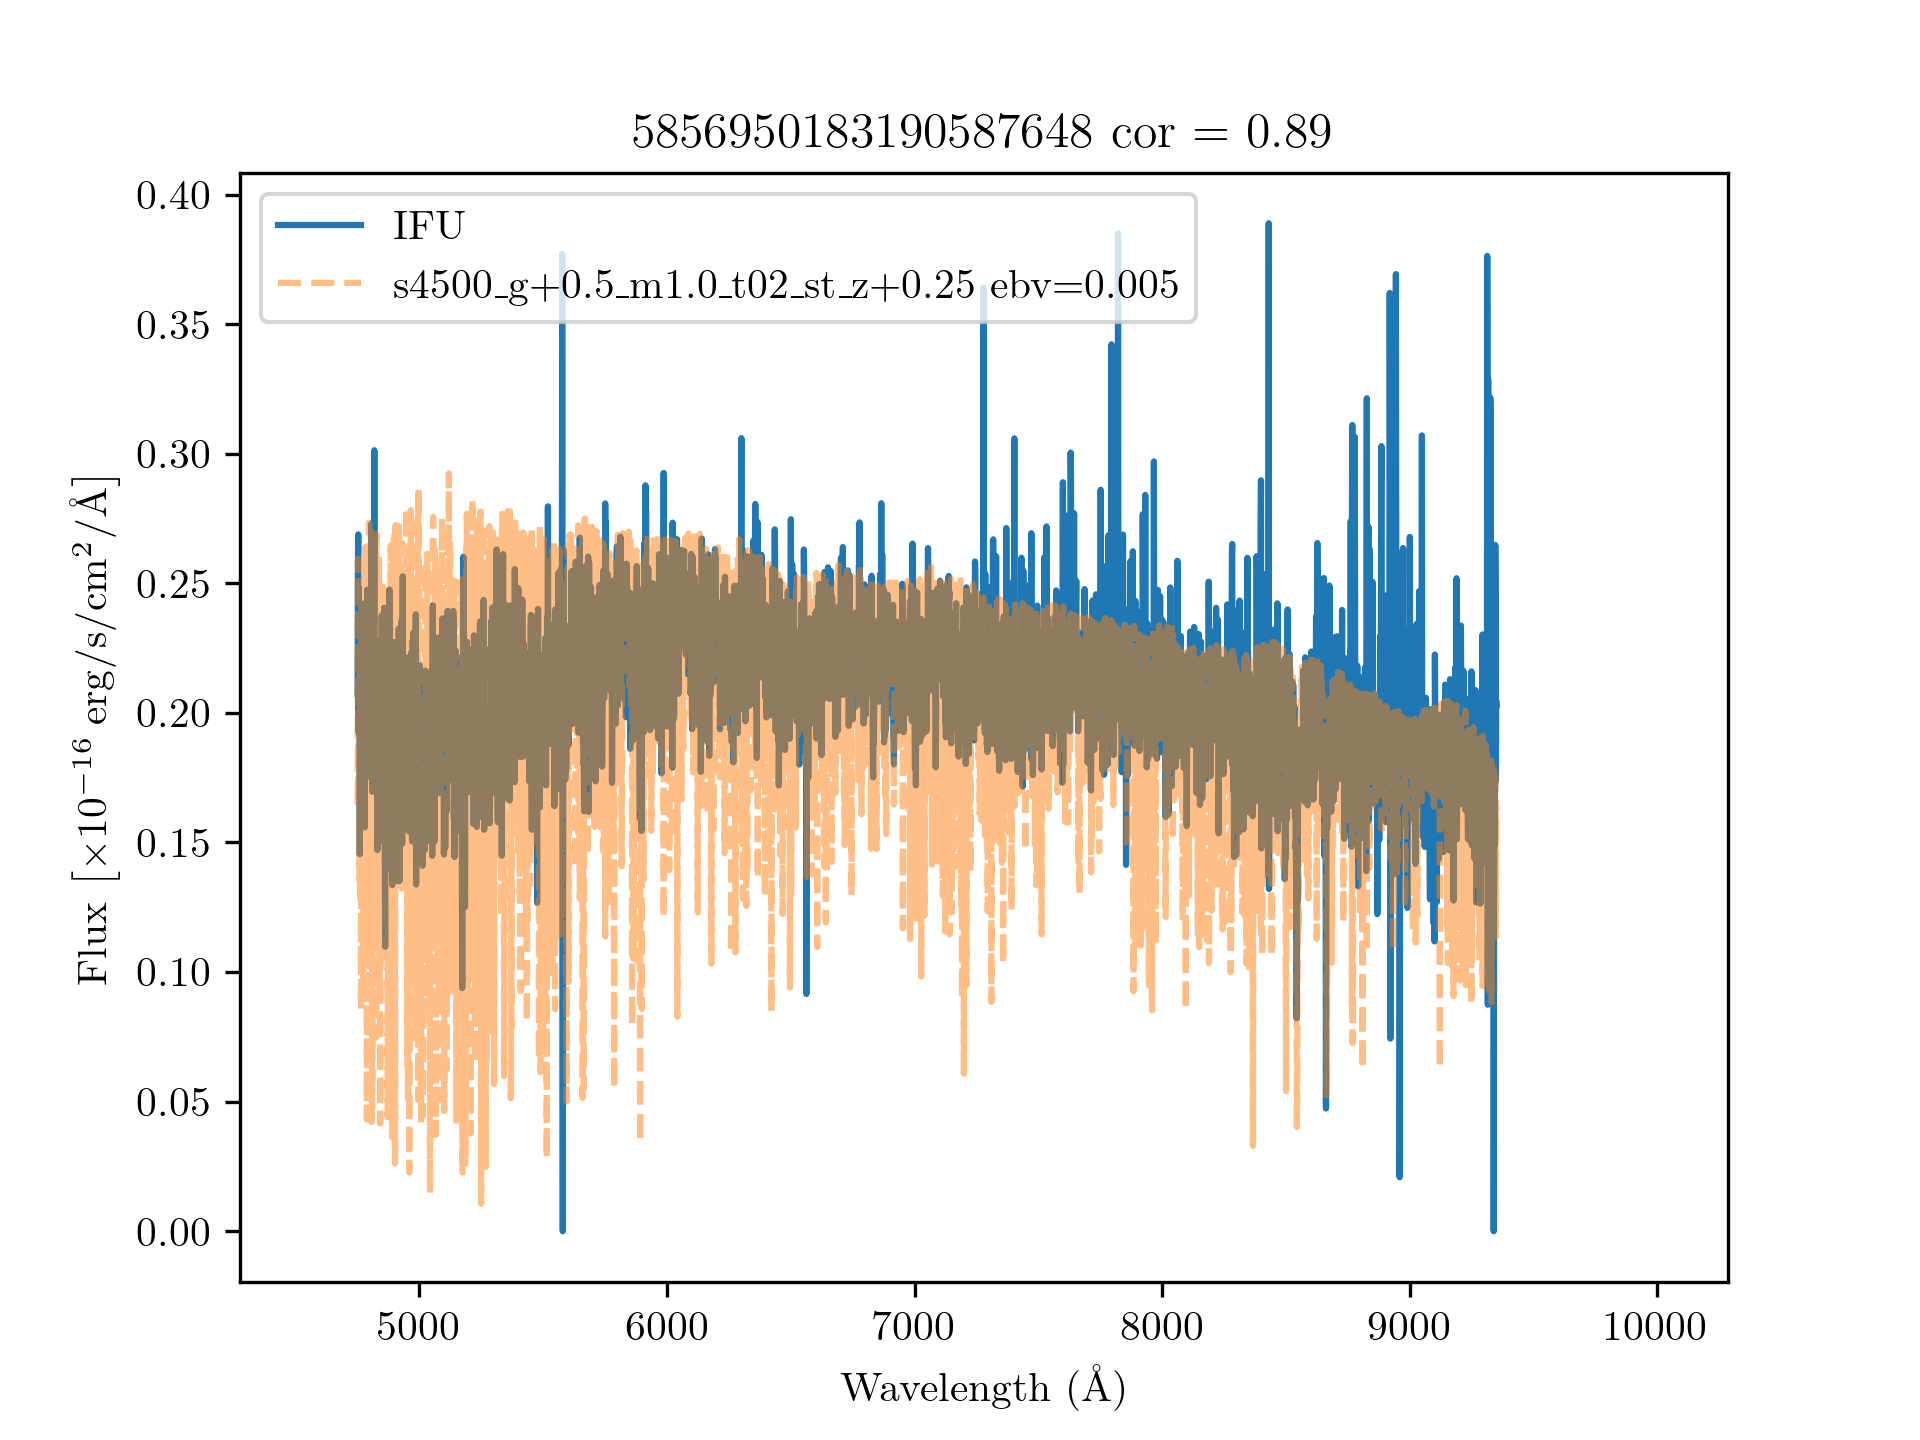 5856950183190587648 cor = 0.89
IFU
s4500_g+0.5_m1.0_t02_st_z+0.25 ebv=0.005
0.40
0.35
0.30
0.25
0.20
0.15
0.10
0.05
0.00
Flux [×10⁻¹⁶ erg/s/cm²/Å]
5000 6000 7000 8000 9000 10000
Wavelength (Å)